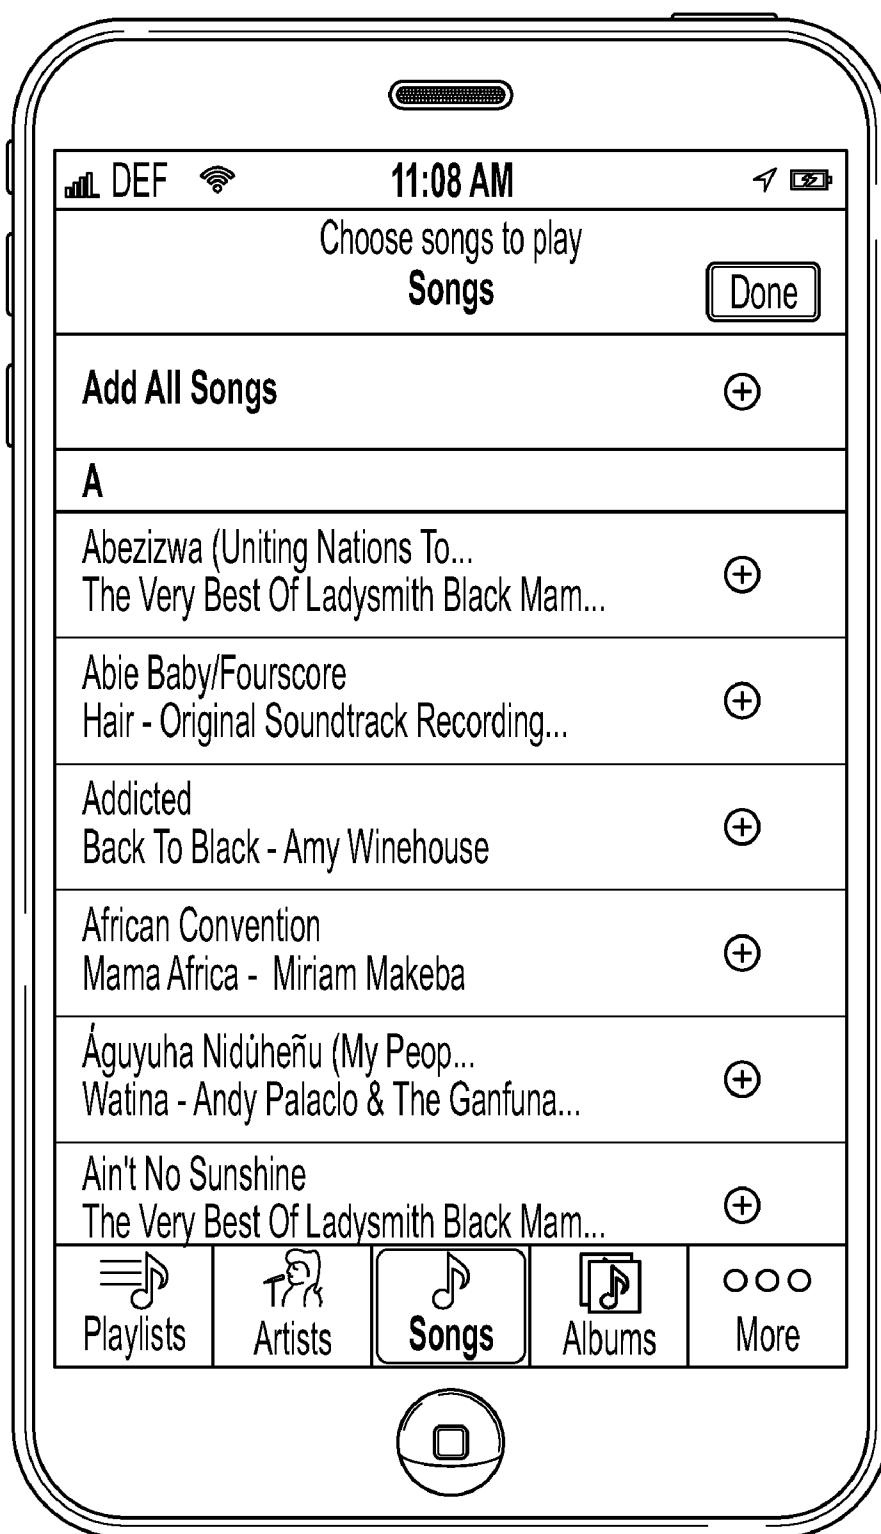 DEF 11:08 AM
Choose songs to play
Songs
Done
Add All Songs
A
Abezizwa (Uniting Nations To...
The Very Best Of Ladysmith Black Mam...
Abie Baby/Fourscore
Hair - Original Soundtrack Recording...
Addicted
Back To Black - Amy Winehouse
African Convention
Mama Africa - Miriam Makeba
Águyuha Nidu̇heñu (My Peop...
Watina - Andy Palaclo & The Ganfuna...
Ain't No Sunshine
The Very Best Of Ladysmith Black Mam...
Playlists Artists Songs Albums More